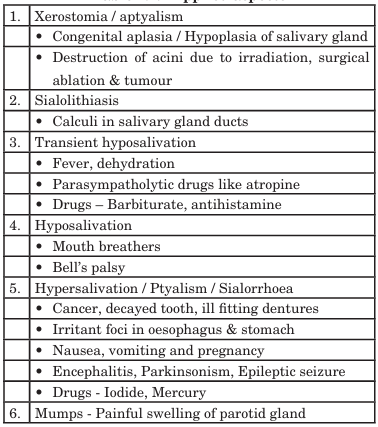 1. Xerostomia / aptyalism
• Congenital aplasia / Hypoplasia of salivary gland
• Destruction of acini due to irradiation, surgical
ablation & tumour
2. Sialolithiasis
• Calculi in salivary gland ducts
3. Transient hyposalivation
• Fever, dehydration
• Parasympatholytic drugs like atropine
• Drugs – Barbiturate, antihistamine
4. Hyposalivation
• Mouth breathers
• Bell's palsy
5. Hypersalivation / Ptyalism / Sialorrhoea
• Cancer, decayed tooth, ill fitting dentures
• Irritant foci in oesophagus & stomach
• Nausea, vomiting and pregnancy
• Encephalitis, Parkinsonism, Epileptic seizure
• Drugs - Iodide, Mercury
6. Mumps - Painful swelling of parotid gland